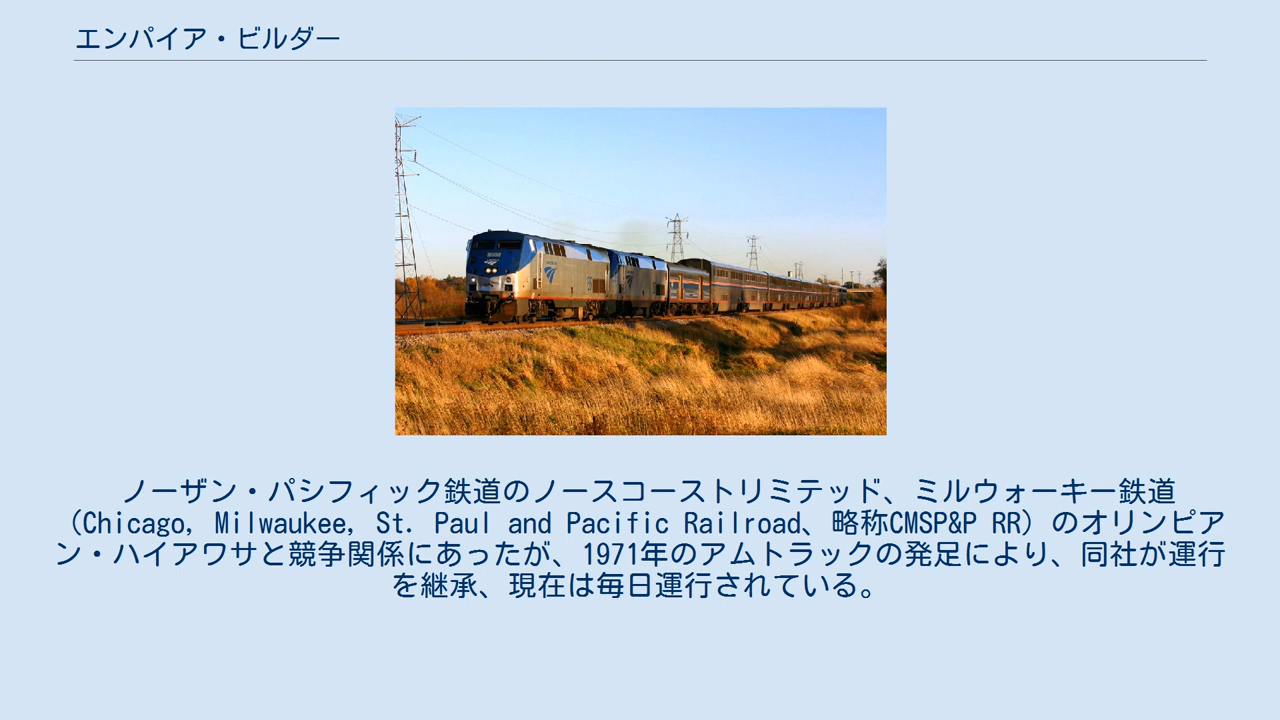 エンパイア・ビルダー
ノーザン・パシフィック鉄道のノースコーストリミテッド、ミルウォーキー鉄道
（Chicago, Milwaukee, St. Paul and Pacific Railroad、略称CMSP&P RR）のオリンピア
ン・ハイアワサと競争関係にあったが、1971年のアムトラックの発足により、同社が運行
を継承、現在は毎日運行されている。